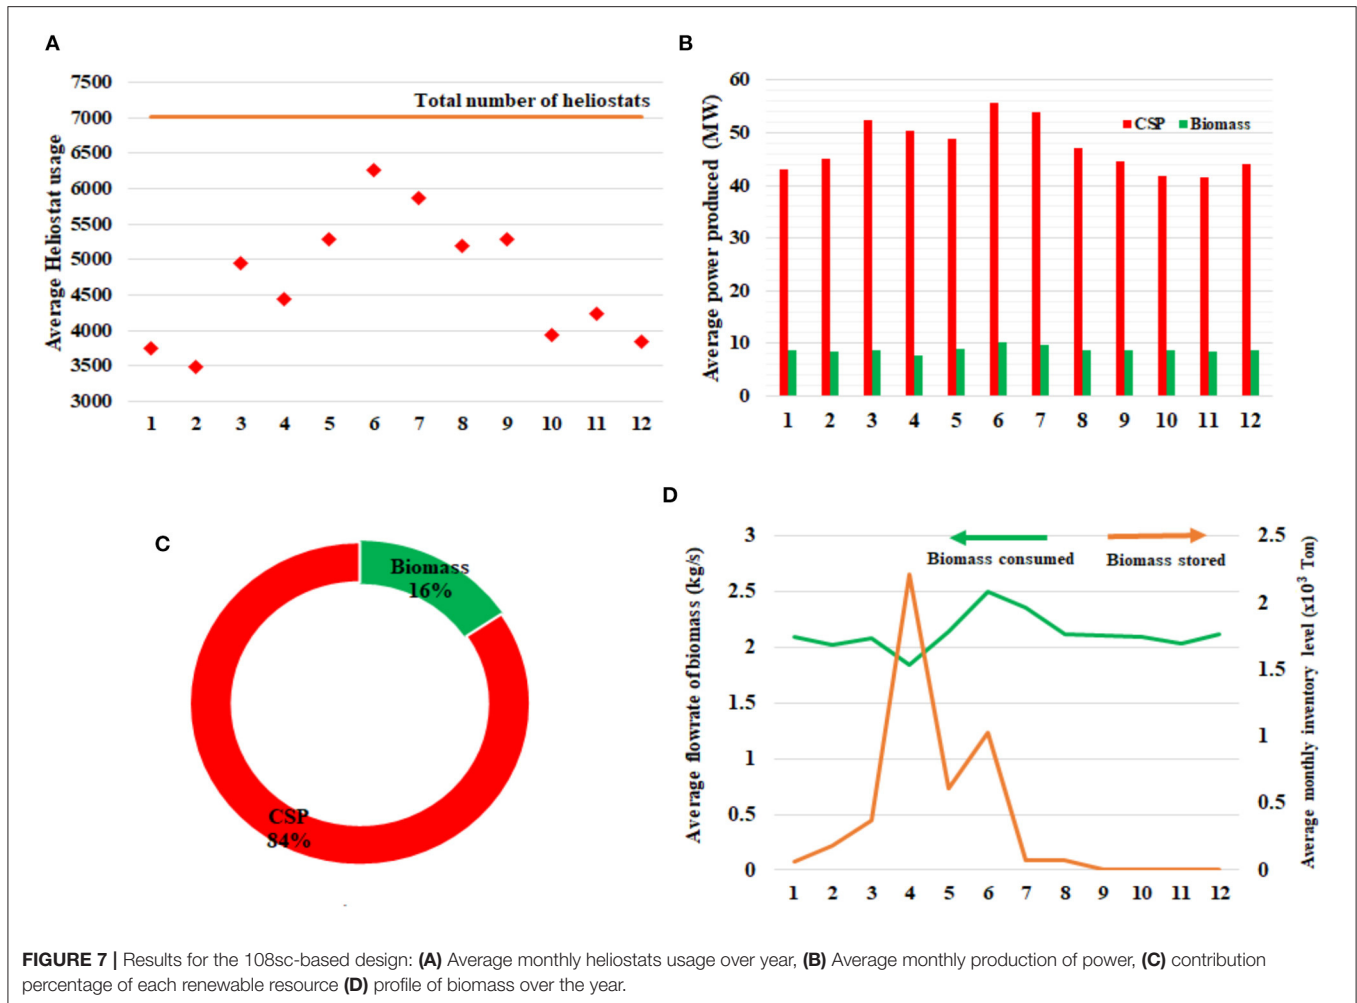 A
Average Heliostat usage
7500
7000
6500
6000
5500
5000
4500
4000
3500
3000
Total number of heliostats
1 2 3 4 5 6 7 8 9 10 11 12
B
Average power produced (MW)
60
50
40
30
20
10
0
CSP Biomass
1 2 3 4 5 6 7 8 9 10 11 12
C
Biomass
16%
CSP
84%
D
Average flowrate of biomass (kg/s)
3
2.5
2
1.5
1
0.5
0
Biomass consumed
Biomass stored
2.5
2
1.5
1
0.5
0
Average monthly inventory level (x10³ Ton)
1 2 3 4 5 6 7 8 9 10 11 12
FIGURE 7 | Results for the 108sc-based design: (A) Average monthly heliostats usage over year, (B) Average monthly production of power, (C) contribution
percentage of each renewable resource (D) profile of biomass over the year.